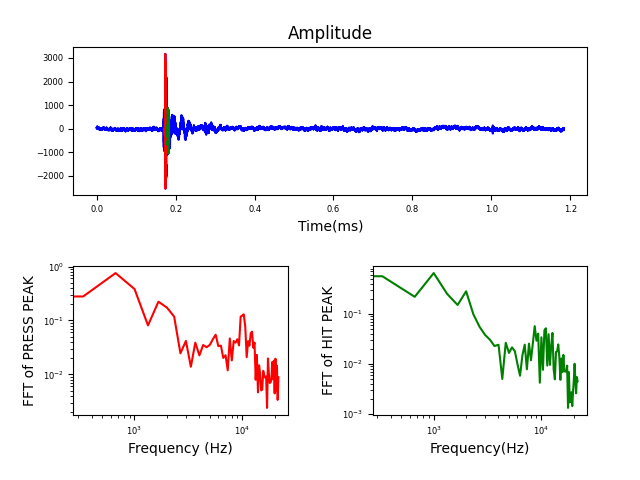 Amplitude
3000
2000
1000
0
−1000
−2000
0.0 0.2 0.4 0.6 0.8 1.0 1.2
Time(ms)
FFT of PRESS PEAK
10⁰
10⁻¹
10⁻²
10³ 10⁴
Frequency (Hz)
FFT of HIT PEAK
10⁻¹
10⁻²
10⁻³
10³ 10⁴
Frequency(Hz)